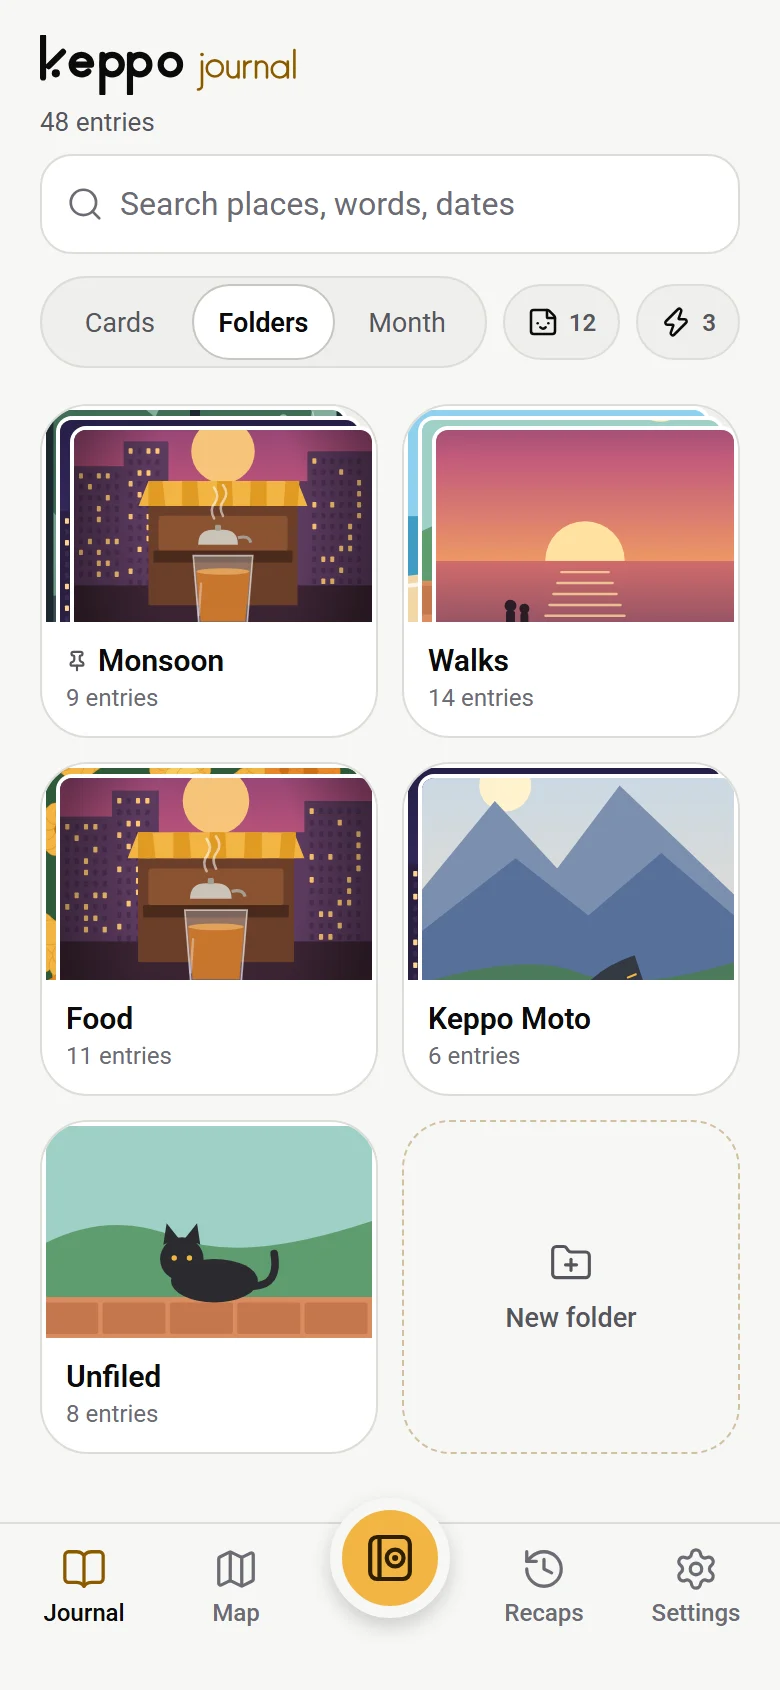 keppo journal
48 entries
Search places, words, dates
Cards Folders Month 12 3
Monsoon
9 entries
Walks
14 entries
Food
11 entries
Keppo Moto
6 entries
Unfiled
8 entries
New folder
Journal Map Recaps Settings